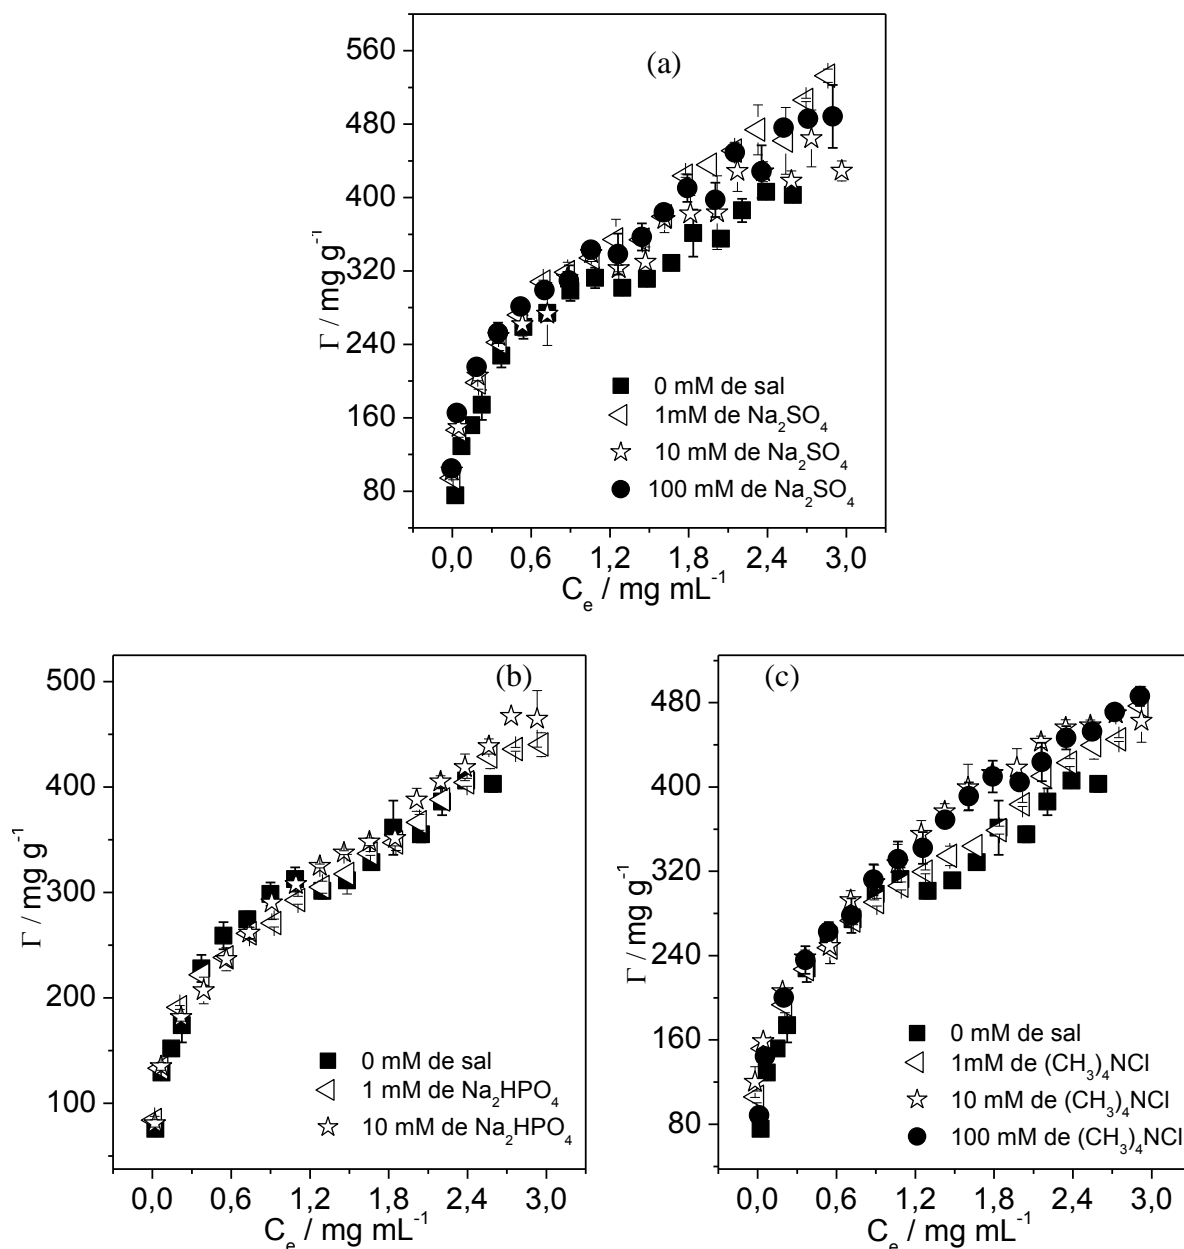 (a)
Γ / mg g⁻¹
560
480
400
320
240
160
80
0 mM de sal
1mM de Na₂SO₄
10 mM de Na₂SO₄
100 mM de Na₂SO₄
0,0 0,6 1,2 1,8 2,4 3,0
Cₑ / mg mL⁻¹
(b)
Γ / mg g⁻¹
500
400
300
200
100
0 mM de sal
1 mM de Na₂HPO₄
10 mM de Na₂HPO₄
0,0 0,6 1,2 1,8 2,4 3,0
Cₑ / mg mL⁻¹
(c)
Γ / mg g⁻¹
480
400
320
240
160
80
0 mM de sal
1mM de (CH₃)₄NCl
10 mM de (CH₃)₄NCl
100 mM de (CH₃)₄NCl
0,0 0,6 1,2 1,8 2,4 3,0
Cₑ / mg mL⁻¹